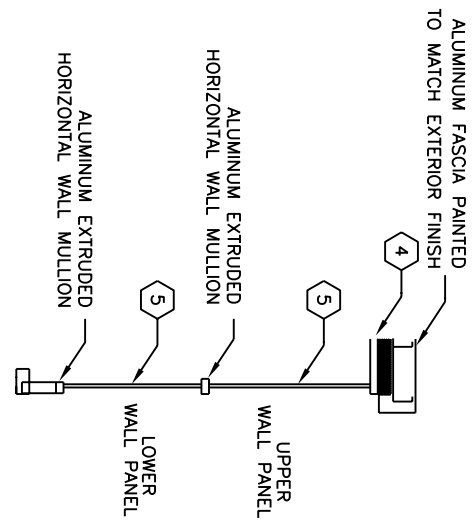 ALUMINUM FASCIA PAINTED
TO MATCH EXTERIOR FINISH
4
5
ALUMINUM EXTRUDED
HORIZONTAL WALL MULLION
5
ALUMINUM EXTRUDED
HORIZONTAL WALL MULLION
UPPER
WALL PANEL
LOWER
WALL PANEL